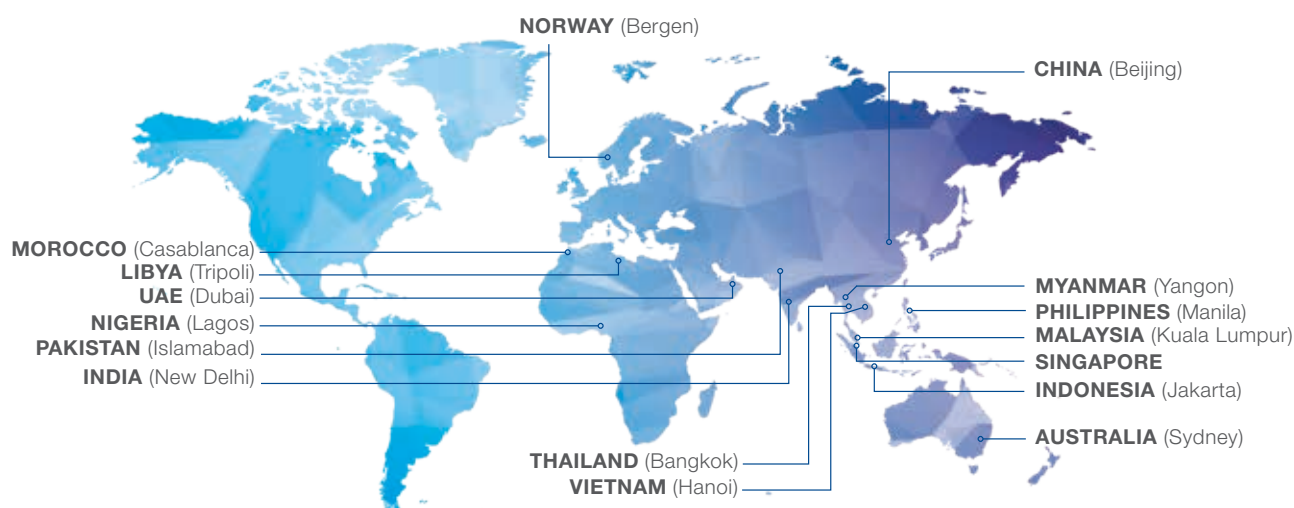 NORWAY (Bergen)
CHINA (Beijing)
MOROCCO (Casablanca)
LIBYA (Tripoli)
UAE (Dubai)
NIGERIA (Lagos)
PAKISTAN (Islamabad)
INDIA (New Delhi)
MYANMAR (Yangon)
PHILIPPINES (Manila)
MALAYSIA (Kuala Lumpur)
SINGAPORE
INDONESIA (Jakarta)
AUSTRALIA (Sydney)
THAILAND (Bangkok)
VIETNAM (Hanoi)